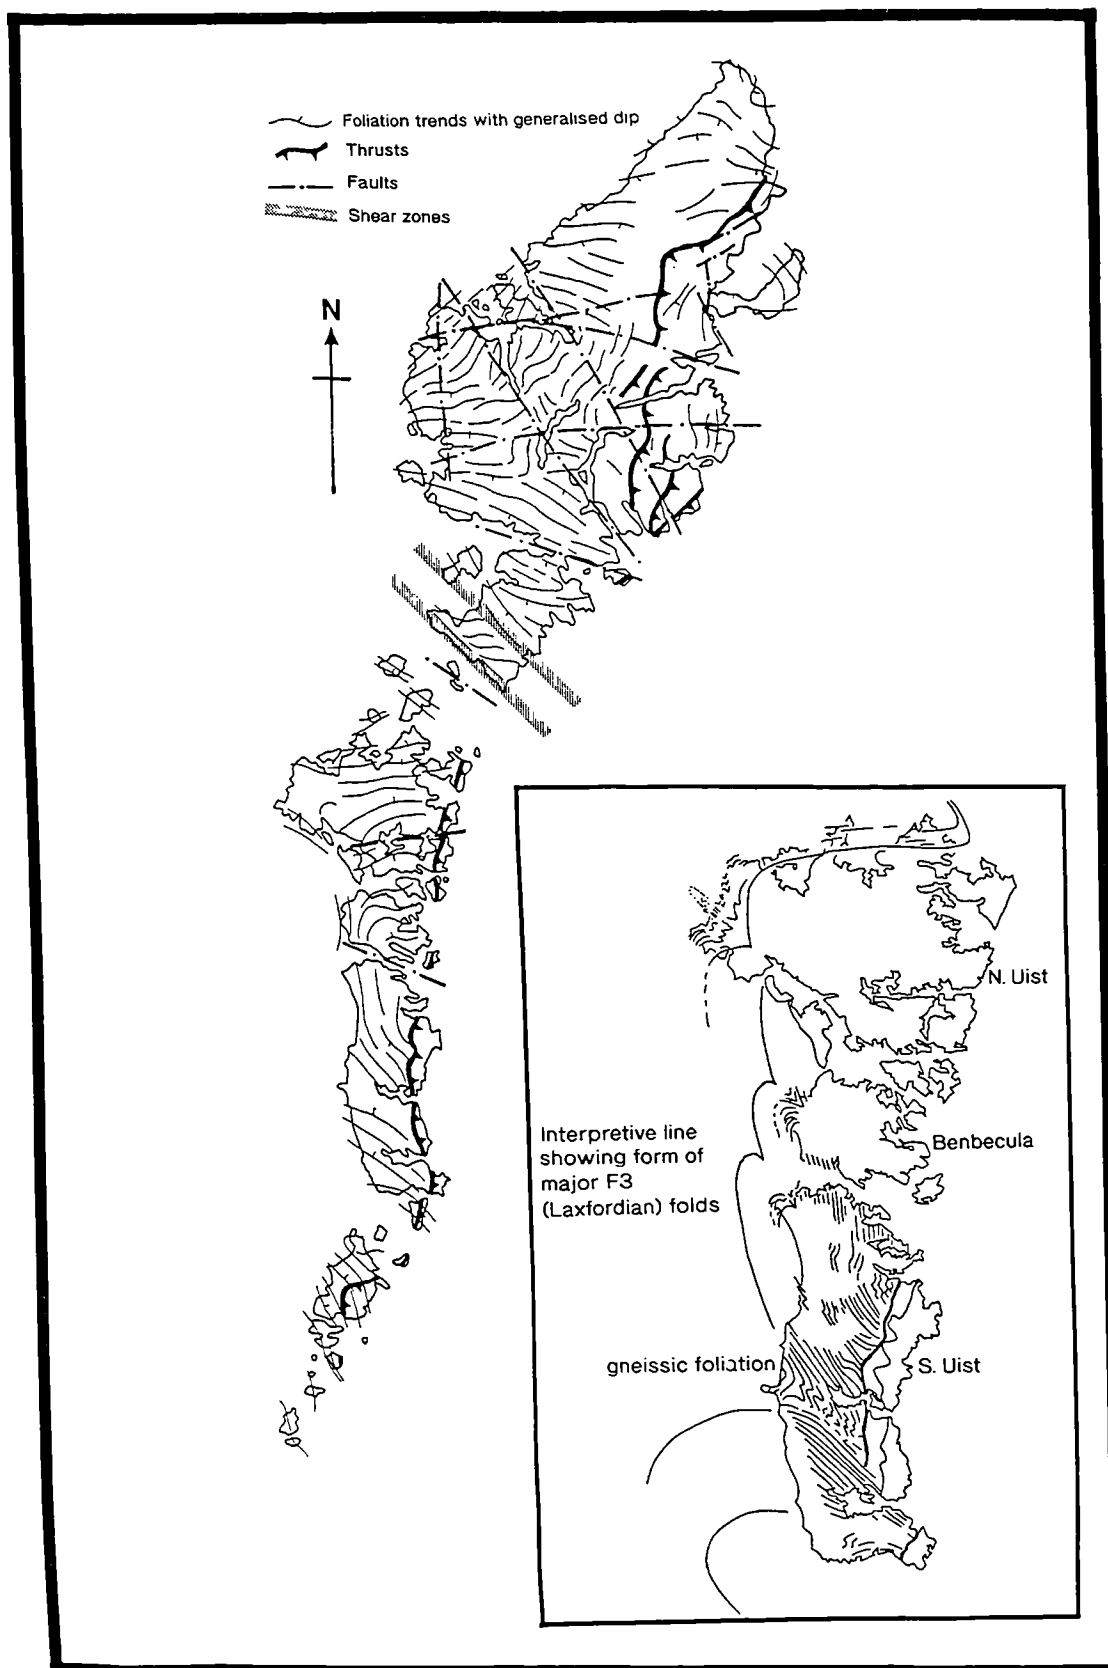 Foliation trends with generalised dip
Thrusts
Faults
Shear zones
N
N. Uist
Interpretive line
showing form of
major F3
(Laxfordian) folds
Benbecula
gneissic foliation
S. Uist